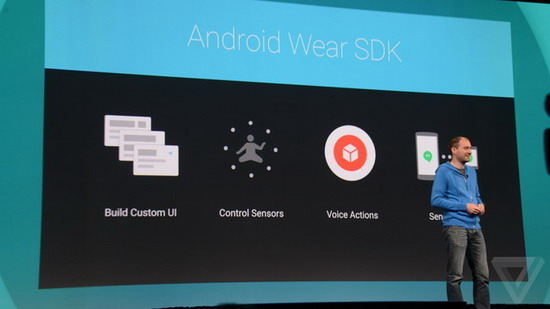 Android Wear SDK
Build Custom UI
Control Sensors
Voice Actions